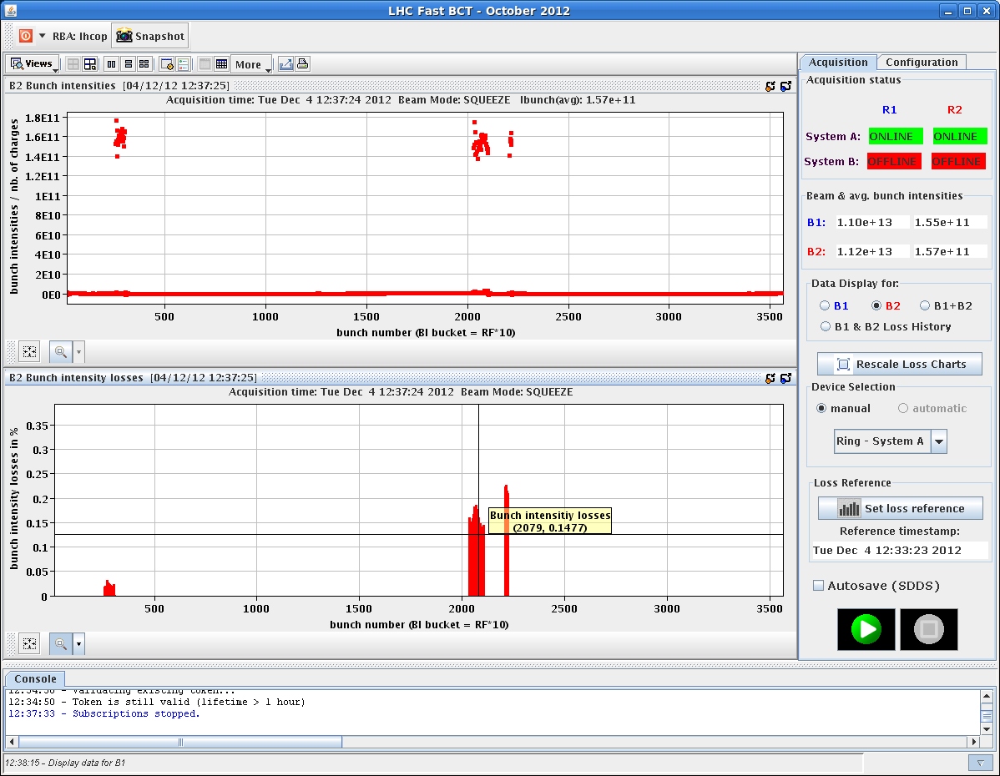 LHC Fast BCT - October 2012
RBA: lhcop
Snapshot
Views
More
B2 Bunch intensities [04/12/12 12:37:25]
Acquisition time: Tue Dec  4 12:37:24 2012  Beam Mode: SQUEEZE   Ibunch(avg): 1.57e+11
bunch intensities / nb. of charges
1.8E11
1.6E11
1.4E11
1.2E11
1E11
8E10
6E10
4E10
2E10
0E0
500 1000 1500 2000 2500 3000 3500
bunch number (BI bucket = RF*10)
B2 Bunch intensity losses [04/12/12 12:37:25]
Acquisition time: Tue Dec  4 12:37:24 2012  Beam Mode: SQUEEZE
bunch intensity losses in %
0.35
0.3
0.25
0.2
0.15
0.1
0.05
0
Bunch intensitiy losses
(2079, 0.1477)
500 1000 1500 2000 2500 3000 3500
bunch number (BI bucket = RF*10)
Acquisition Configuration
Acquisition status
R1 R2
System A: ONLINE ONLINE
System B: OFFLINE OFFLINE
Beam & avg. bunch intensities
B1: 1.10e+13 1.55e+11
B2: 1.12e+13 1.57e+11
Data Display for:
B1 B2 B1+B2
B1 & B2 Loss History
Rescale Loss Charts
Device Selection
manual automatic
Ring - System A
Loss Reference
Set loss reference
Reference timestamp:
Tue Dec  4 12:33:23 2012
Autosave (SDDS)
Console
12:34:50 - Validating existing token...
12:34:50 - Token is still valid (lifetime > 1 hour)
12:37:33 - Subscriptions stopped.
12:38:15 - Display data for B1